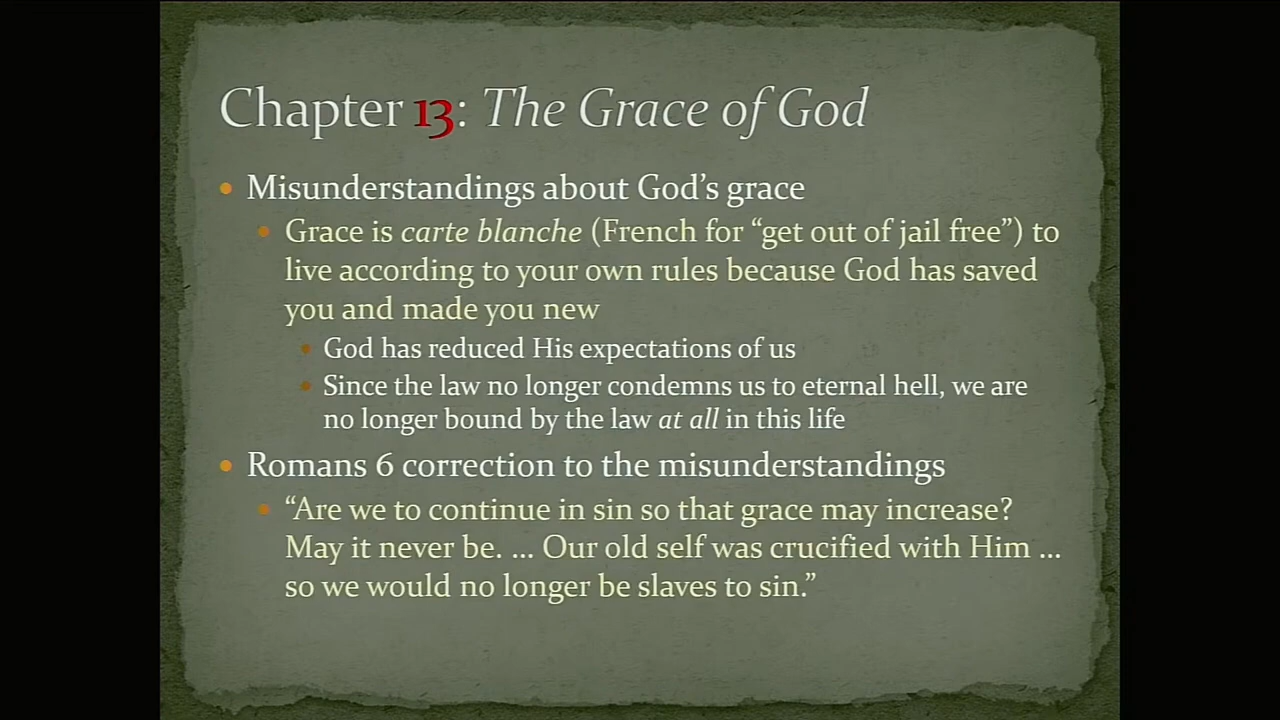 Chapter 13: The Grace of God
Misunderstandings about God’s grace
Grace is carte blanche (French for “get out of jail free”) to
live according to your own rules because God has saved
you and made you new
God has reduced His expectations of us
Since the law no longer condemns us to eternal hell, we are
no longer bound by the law at all in this life
Romans 6 correction to the misunderstandings
“Are we to continue in sin so that grace may increase?
May it never be. ... Our old self was crucified with Him ...
so we would no longer be slaves to sin.”